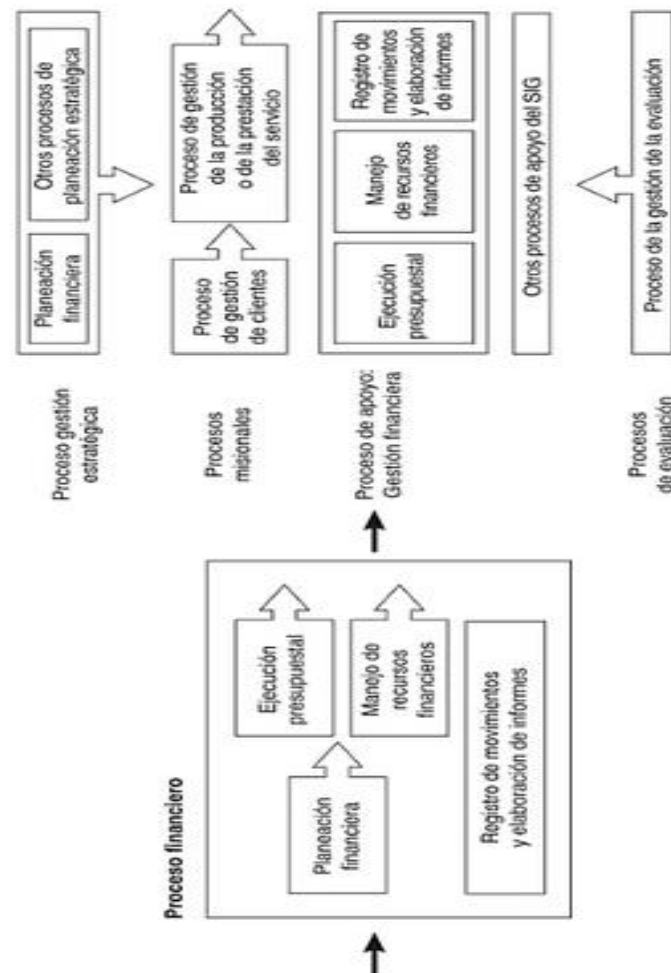 Proceso financiero
Planeación
financiera
Ejecución
presupuestal
Manejo de
recursos
financieros
Registro de movimientos
y elaboración de informes
Proceso gestión
estratégica
Planeación
financiera
Otros procesos de
planeación estratégica
Procesos
misionales
Proceso
de gestión
de clientes
Proceso de gestión
de la producción
o de la prestación
del servicio
Proceso de apoyo:
Gestión financiera
Ejecución
presupuestal
Manejo
de recursos
financieros
Registro de
movimientos
y elaboración
de informes
Otros procesos de apoyo del SIG
Procesos
de evaluación
Proceso de la gestión de la evaluación